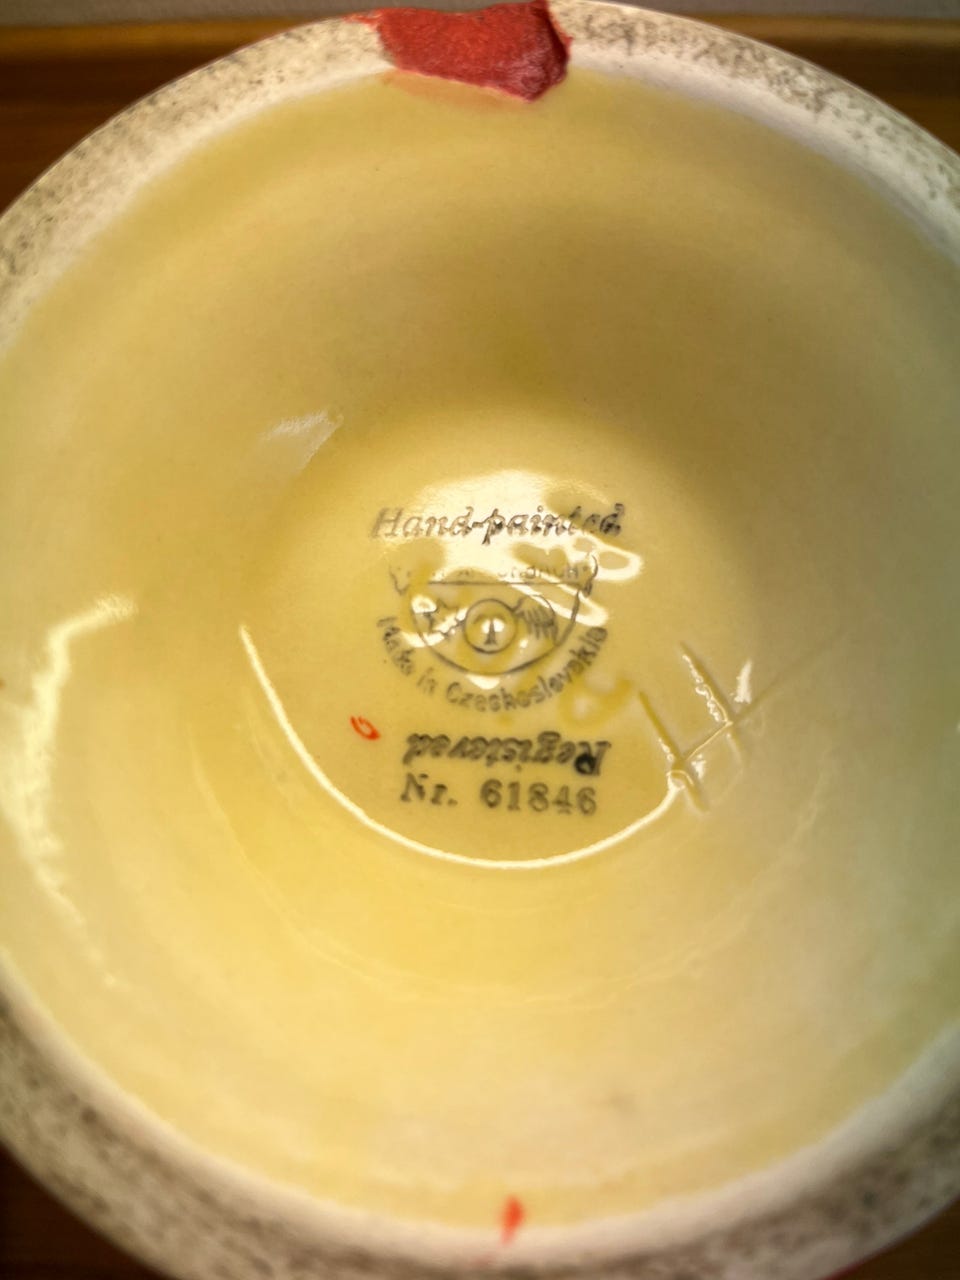 Hand-painted
Made in Czechoslovakia
Registered
Nr. 61846